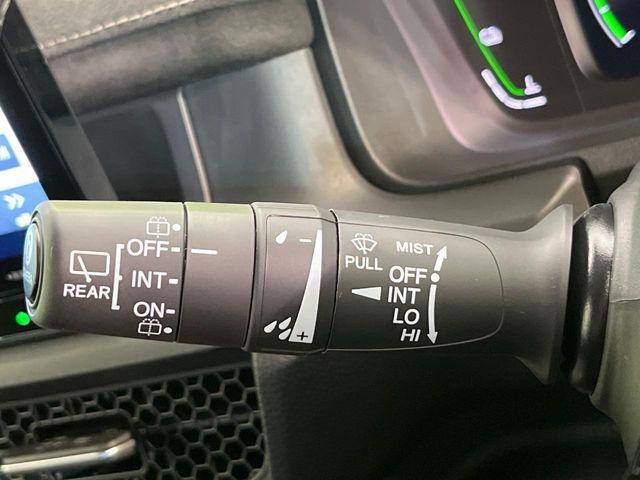 REAR
OFF
INT
ON
- 
+
PULL
MIST
OFF
INT
LO
HI